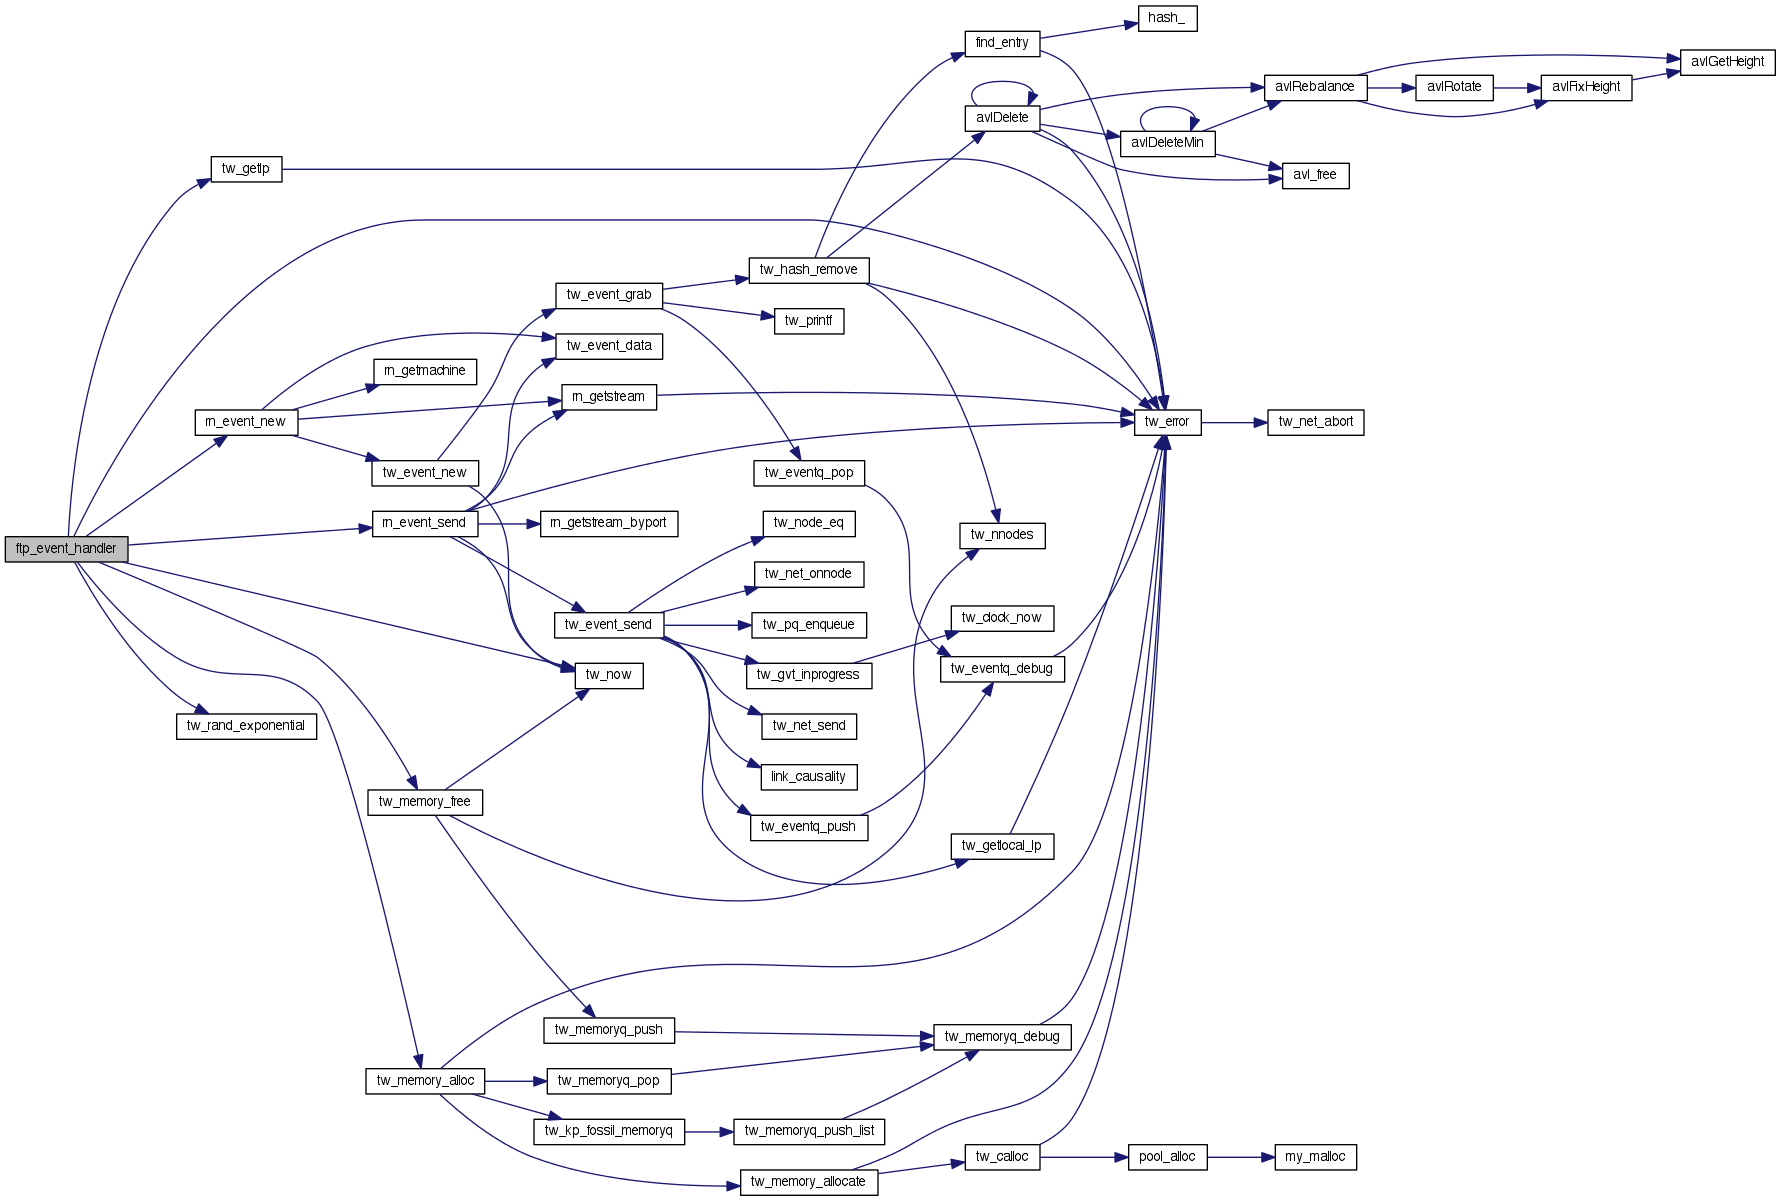 hash_
find_entry
avlGetHeight
avlRebalance
avlRotate
avlFixHeight
avlDelete
avlDeleteMin
tw_getlp
avl_free
tw_hash_remove
tw_event_grab
tw_printf
tw_event_data
rn_getmachine
rn_getstream
rn_event_new
tw_error
tw_net_abort
tw_event_new
tw_eventq_pop
rn_event_send
rn_getstream_byport
tw_node_eq
tw_nnodes
ftp_event_handler
tw_net_onnode
tw_event_send
tw_pq_enqueue
tw_clock_now
tw_now
tw_gvt_inprogress
tw_eventq_debug
tw_rand_exponential
tw_net_send
link_causality
tw_memory_free
tw_eventq_push
tw_getlocal_lp
tw_memoryq_push
tw_memoryq_debug
tw_memory_alloc
tw_memoryq_pop
tw_kp_fossil_memoryq
tw_memoryq_push_list
tw_calloc
pool_alloc
my_malloc
tw_memory_allocate